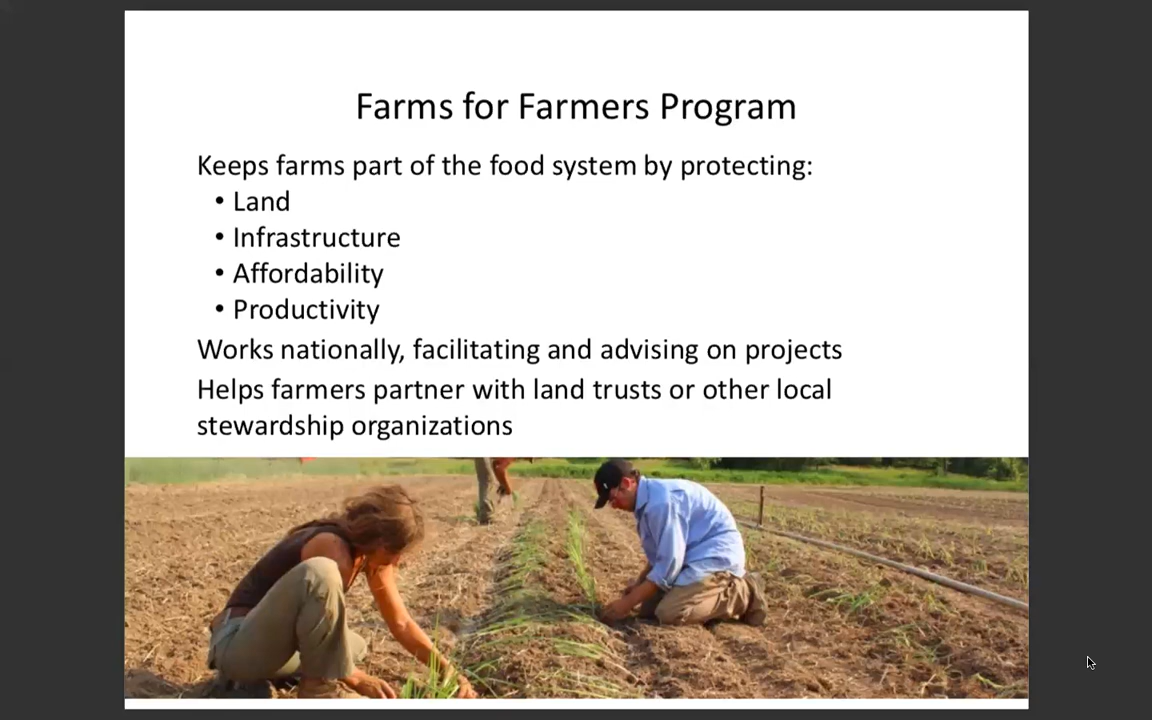 Farms for Farmers Program
Keeps farms part of the food system by protecting:
• Land
• Infrastructure
• Affordability
• Productivity
Works nationally, facilitating and advising on projects
Helps farmers partner with land trusts or other local
stewardship organizations